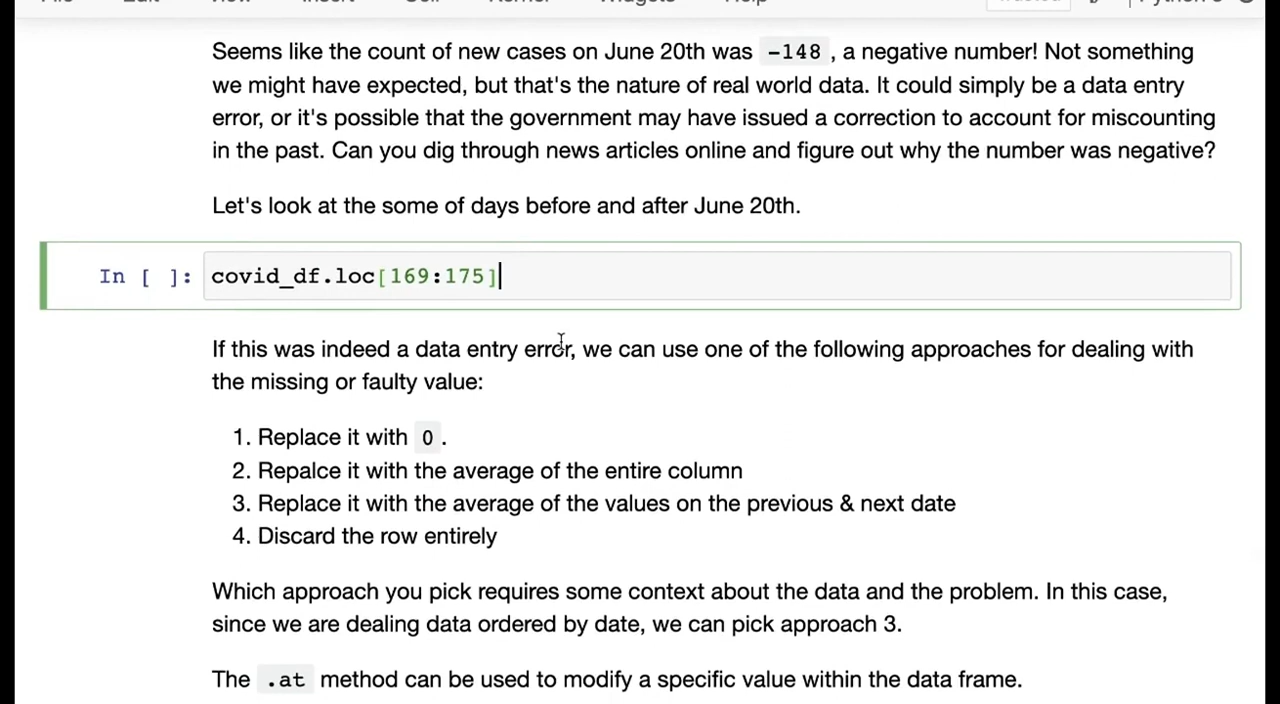 Seems like the count of new cases on June 20th was -148 , a negative number! Not something
we might have expected, but that's the nature of real world data. It could simply be a data entry
error, or it's possible that the government may have issued a correction to account for miscounting
in the past. Can you dig through news articles online and figure out why the number was negative?
Let's look at the some of days before and after June 20th.
In [ ]: covid_df.loc[169:175]
If this was indeed a data entry error, we can use one of the following approaches for dealing with
the missing or faulty value:
1. Replace it with 0 .
2. Repalce it with the average of the entire column
3. Replace it with the average of the values on the previous & next date
4. Discard the row entirely
Which approach you pick requires some context about the data and the problem. In this case,
since we are dealing data ordered by date, we can pick approach 3.
The .at method can be used to modify a specific value within the data frame.